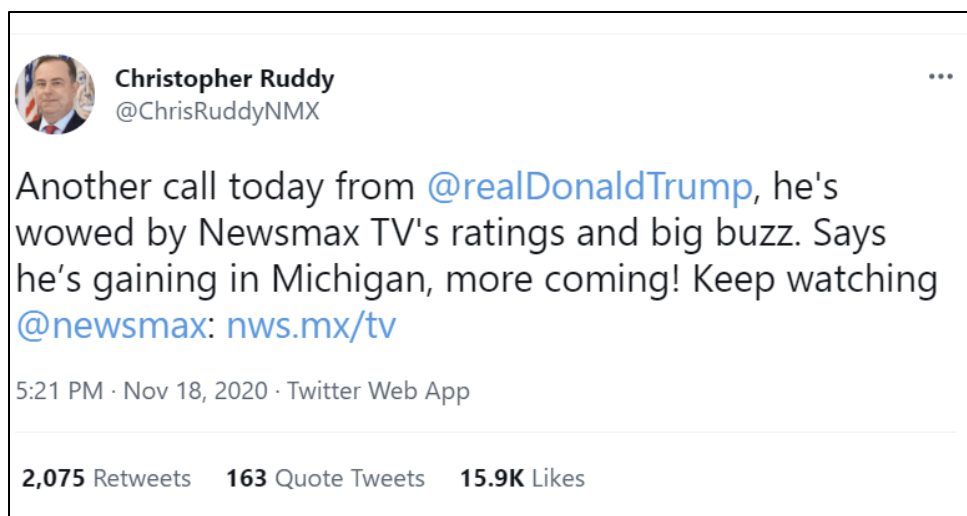 Christopher Ruddy
@ChrisRuddyNMX
Another call today from @realDonaldTrump, he's
wowed by Newsmax TV's ratings and big buzz. Says
he’s gaining in Michigan, more coming! Keep watching
@newsmax: nws.mx/tv
5:21 PM · Nov 18, 2020 · Twitter Web App
2,075 Retweets 163 Quote Tweets 15.9K Likes